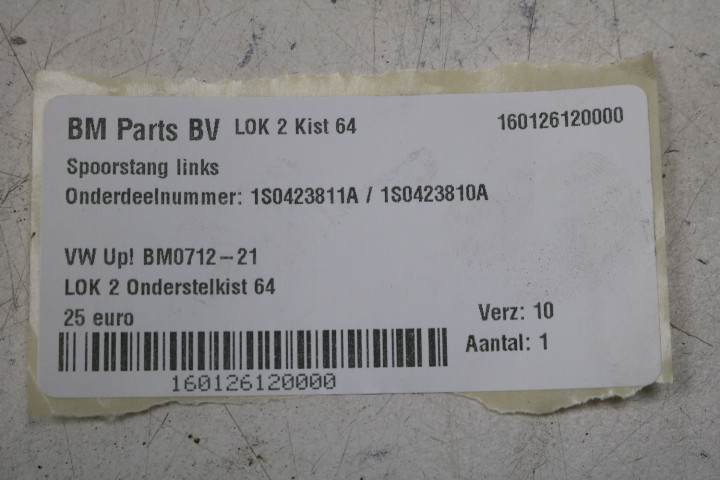 BM Parts BV LOK 2 Kist 64 160126120000
Spoorstang links
Onderdeelnummer: 1S0423811A / 1S0423810A
VW Up! BM0712-21
LOK 2 Onderstelkist 64
25 euro Verz: 10
Aantal: 1
160126120000